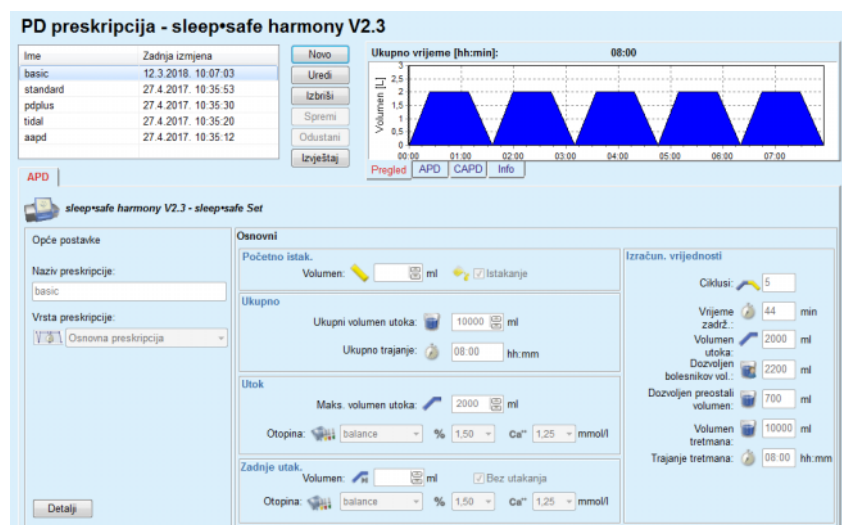 PD preskripcija - sleep•safe harmony V2.3
Ime Zadnja izmjena
basic 12.3.2018. 10:07:03
standard 27.4.2017. 10:35:53
pdplus 27.4.2017. 10:35:30
tidal 27.4.2017. 10:35:20
aapd 27.4.2017. 10:35:12
Novo
Uredi
Izbriši
Spremi
Odustani
Izvještaj
Ukupno vrijeme [hh:min]: 08:00
Volumen [L]
3
2,5
2
1,5
1
0,5
0
00:00 01:00 02:00 03:00 04:00 05:00 06:00 07:00
Pregled APD CAPD Info
APD
sleep•safe harmony V2.3 - sleep•safe Set
Opće postavke
Naziv preskripcije:
basic
Vrsta preskripcije:
Osnovna preskripcija
Detalji
Osnovni
Početno istak.
Volumen: ml Istakanje
Ukupno
Ukupni volumen utoka: 10000 ml
Ukupno trajanje: 08:00 hh:mm
Utok
Maks. volumen utoka: 2000 ml
Otopina: balance % 1,50 Ca⁺⁺ 1,25 mmol/l
Zadnje utak.
Volumen: ml Bez utakanja
Otopina: balance % 1,50 Ca⁺⁺ 1,25 mmol/l
Izračun. vrijednosti
Ciklusi: 5
Vrijeme 44 min
zadrž.:
Volumen 2000 ml
utoka:
Dozvoljen 2200 ml
bolesnikov vol.:
Dozvoljen preostali 700 ml
volumen:
Volumen 10000 ml
tretmana:
Trajanje tretmana: 08:00 hh:mm